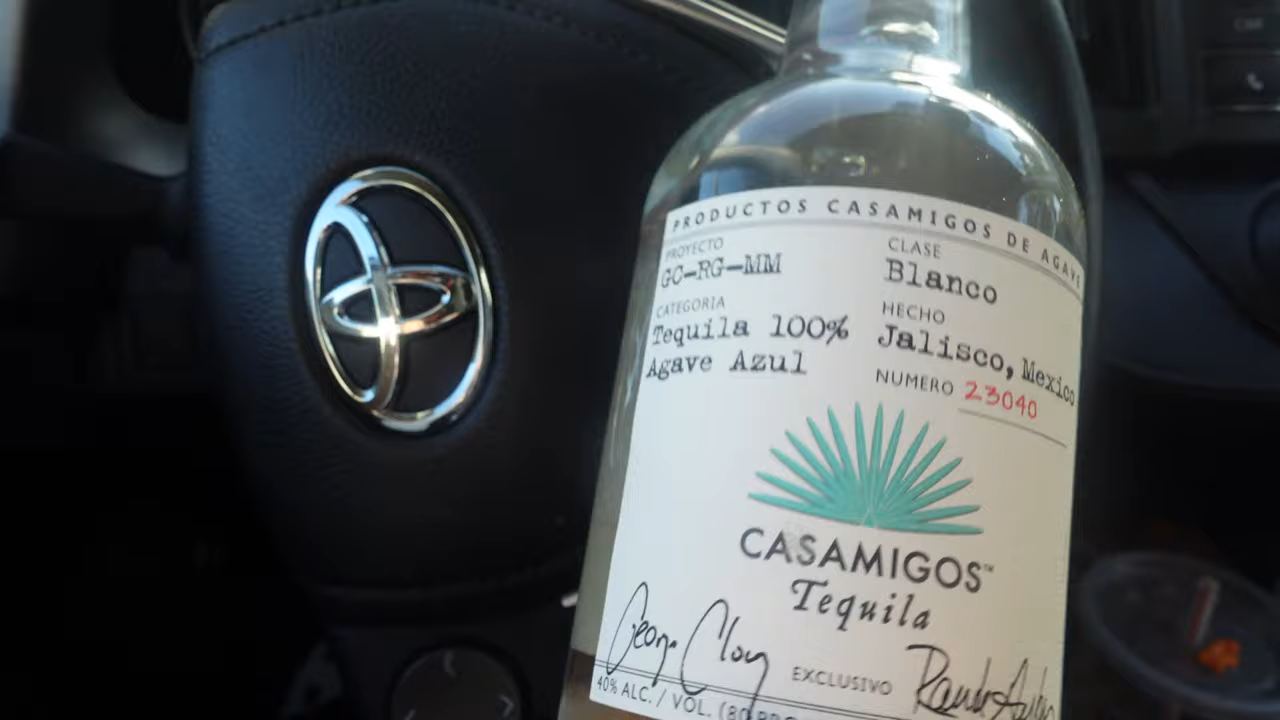 PRODUCTOS CASAMIGOS DE AGAVE
PROYECTO
GC-RG-MM
CLASE
Blanco
CATEGORIA
Tequila 100%
Agave Azul
HECHO
Jalisco, Mexico
NUMERO 23040
CASAMIGOS™
Tequila
EXCLUSIVO
40% ALC. / VOL. (80